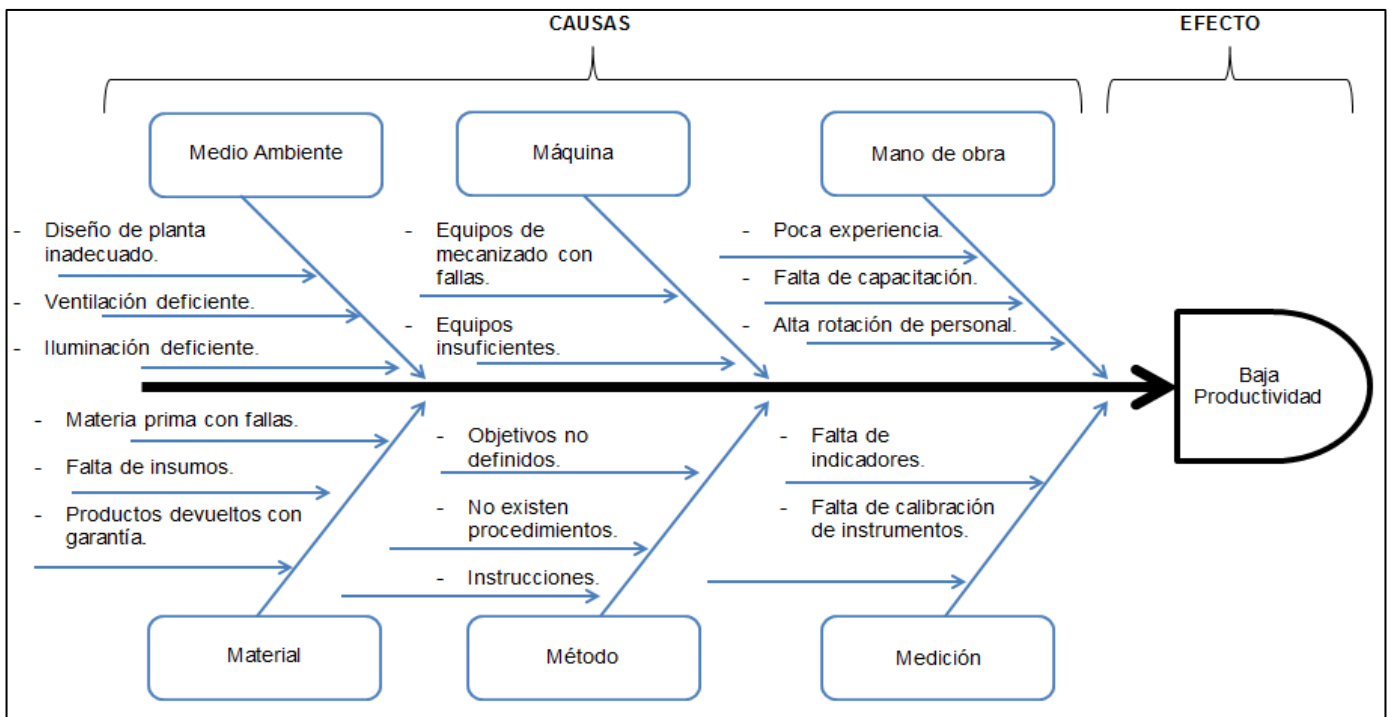 CAUSAS
EFECTO
Medio Ambiente
Máquina
Mano de obra
- Diseño de planta
inadecuado.
- Ventilación deficiente.
- Iluminación deficiente.
- Equipos de
mecanizado con
fallas.
- Equipos
insuficientes.
- Poca experiencia.
- Falta de capacitación.
- Alta rotación de personal.
Baja
Productividad
- Materia prima con fallas.
- Falta de insumos.
- Productos devueltos con
garantía.
- Objetivos no
definidos.
- No existen
procedimientos.
- Instrucciones.
- Falta de
indicadores.
- Falta de calibración
de instrumentos.
Material
Método
Medición